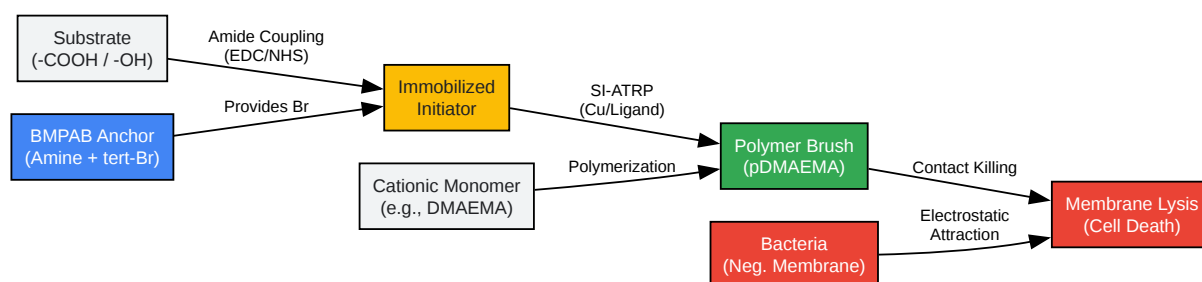 Substrate
(-COOH / -OH)
Amide Coupling
(EDC/NHS)
BMPAB Anchor
(Amine + tert-Br)
Provides Br
Immobilized
Initiator
SI-ATRP
(Cu/Ligand)
Cationic Monomer
(e.g., DMAEMA)
Polymerization
Polymer Brush
(pDMAEMA)
Contact Killing
Bacteria
(Neg. Membrane)
Electrostatic
Attraction
Membrane Lysis
(Cell Death)